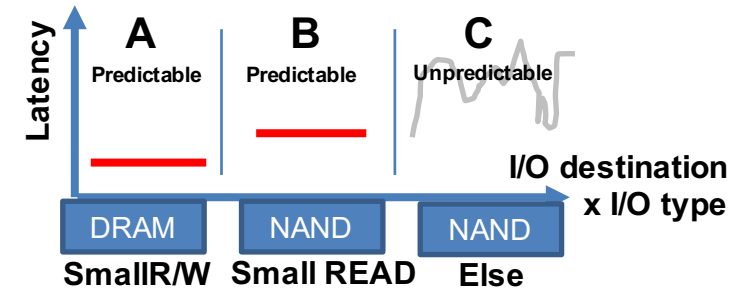 A
B
C
Predictable
Predictable
Unpredictable
Latency
I/O destination
x I/O type
DRAM
NAND
NAND
SmallR/W
Small READ
Else